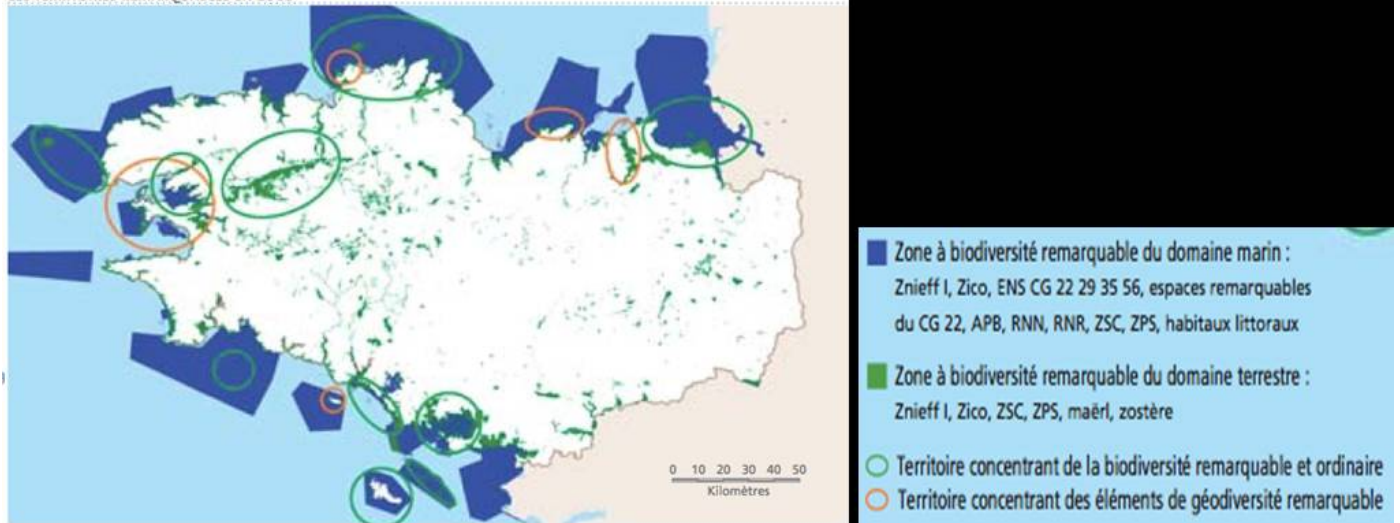 0 10 20 30 40 50
Kilomètres
Zone à biodiversité remarquable du domaine marin :
Znieff I, Zico, ENS CG 22 29 35 56, espaces remarquables
du CG 22, APB, RNN, RNR, ZSC, ZPS, habitaux littoraux
Zone à biodiversité remarquable du domaine terrestre :
Znieff I, Zico, ZSC, ZPS, maërl, zostère
Territoire concentrant de la biodiversité remarquable et ordinaire
Territoire concentrant des éléments de géodiversité remarquable